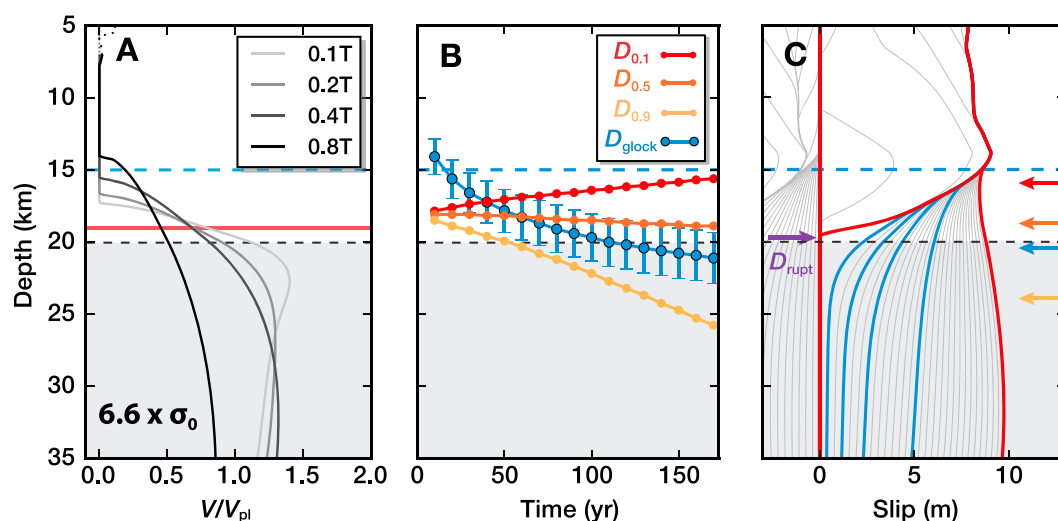 A
0.1T
0.2T
0.4T
0.8T
6.6 x σ0
5
10
15
20
25
30
35
Depth (km)
0.0
0.5
1.0
1.5
2.0
V/Vpl
B
D0.1
D0.5
D0.9
Dglock
0
50
100
150
Time (yr)
C
Drupt
0
5
10
Slip (m)